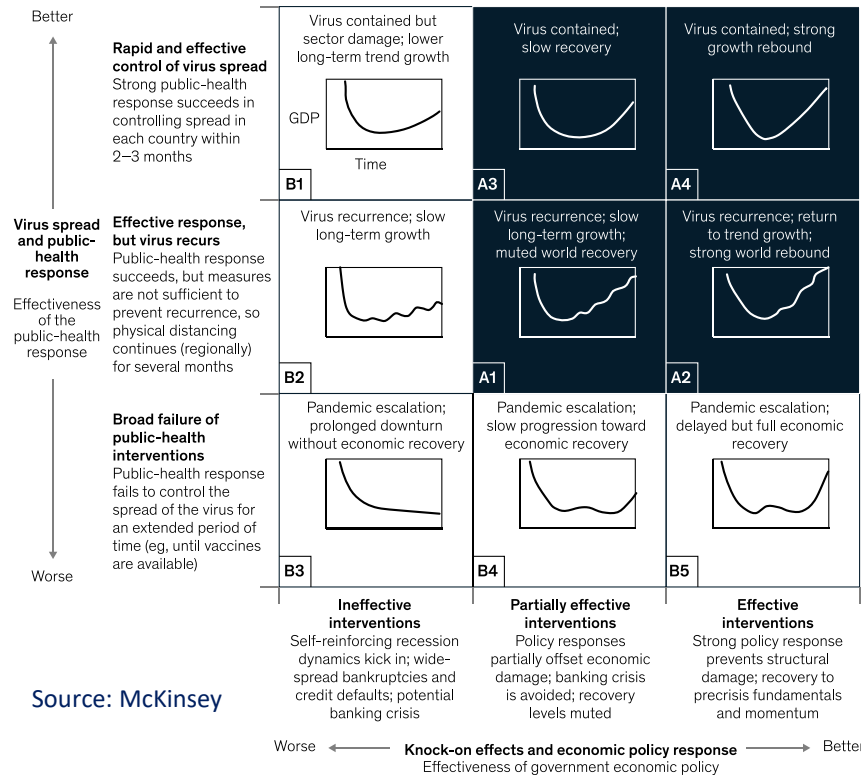 Better
Rapid and effective
control of virus spread
Strong public-health
response succeeds in
controlling spread in
each country within
2–3 months
Virus contained but
sector damage; lower
long-term trend growth
GDP
Time
B1
Virus contained;
slow recovery
A3
Virus contained; strong
growth rebound
A4
Virus spread
and public-
health
response
Effectiveness
of the
public-health
response
Effective response,
but virus recurs
Public-health response
succeeds, but measures
are not sufficient to
prevent recurrence, so
physical distancing
continues (regionally)
for several months
Virus recurrence; slow
long-term growth
B2
Virus recurrence; slow
long-term growth;
muted world recovery
A1
Virus recurrence; return
to trend growth;
strong world rebound
A2
Broad failure of
public-health
interventions
Public-health response
fails to control the
spread of the virus for
an extended period of
time (eg, until vaccines
are available)
Worse
Pandemic escalation;
prolonged downturn
without economic recovery
B3
Pandemic escalation;
slow progression toward
economic recovery
B4
Pandemic escalation;
delayed but full economic
recovery
B5
Ineffective
interventions
Self-reinforcing recession
dynamics kick in; wide-
spread bankruptcies and
credit defaults; potential
banking crisis
Partially effective
interventions
Policy responses
partially offset economic
damage; banking crisis
is avoided; recovery
levels muted
Effective
interventions
Strong policy response
prevents structural
damage; recovery to
precrisis fundamentals
and momentum
Source: McKinsey
Worse
Knock-on effects and economic policy response
Effectiveness of government economic policy
Bette